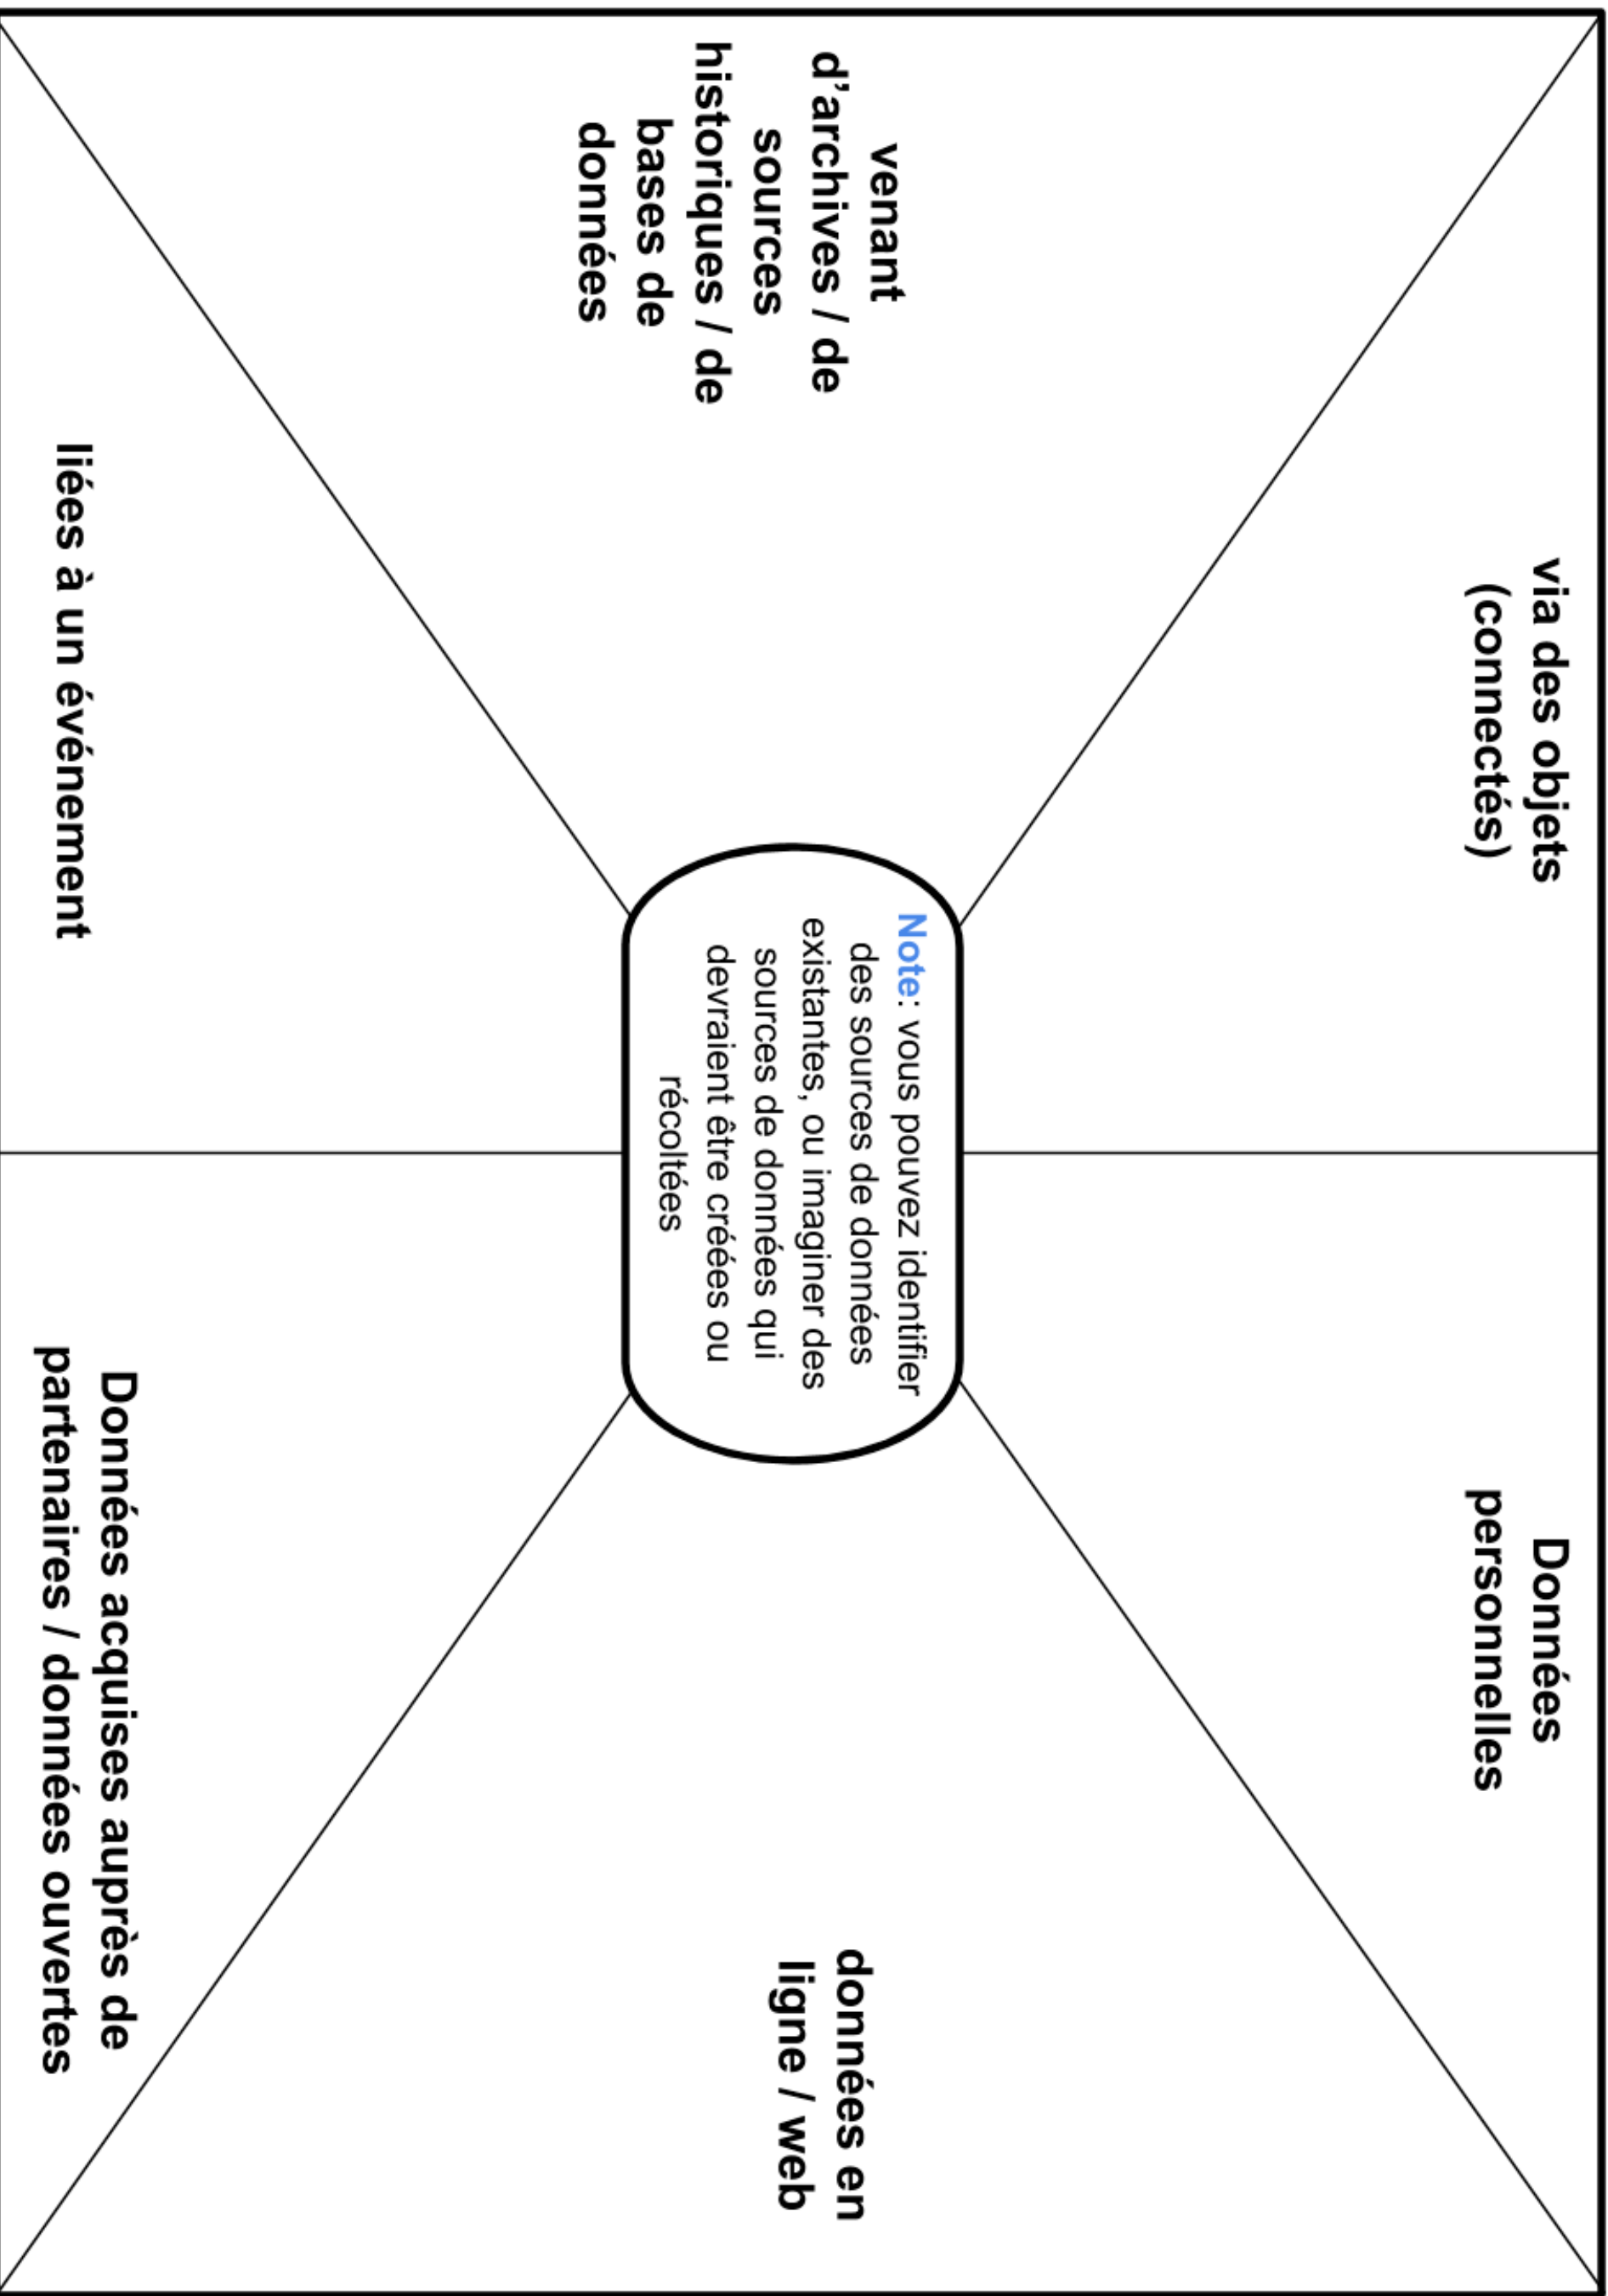 via des objets
(connectés)
Données
personnelles
venant
d’archives / de
sources
historiques / de
bases de
données
Note: vous pouvez identifier
des sources de données
existantes, ou imaginer des
sources de données qui
devraient être créées ou
récoltées
données en
ligne / web
liées à un événement
Données acquises auprès de
partenaires / données ouvertes